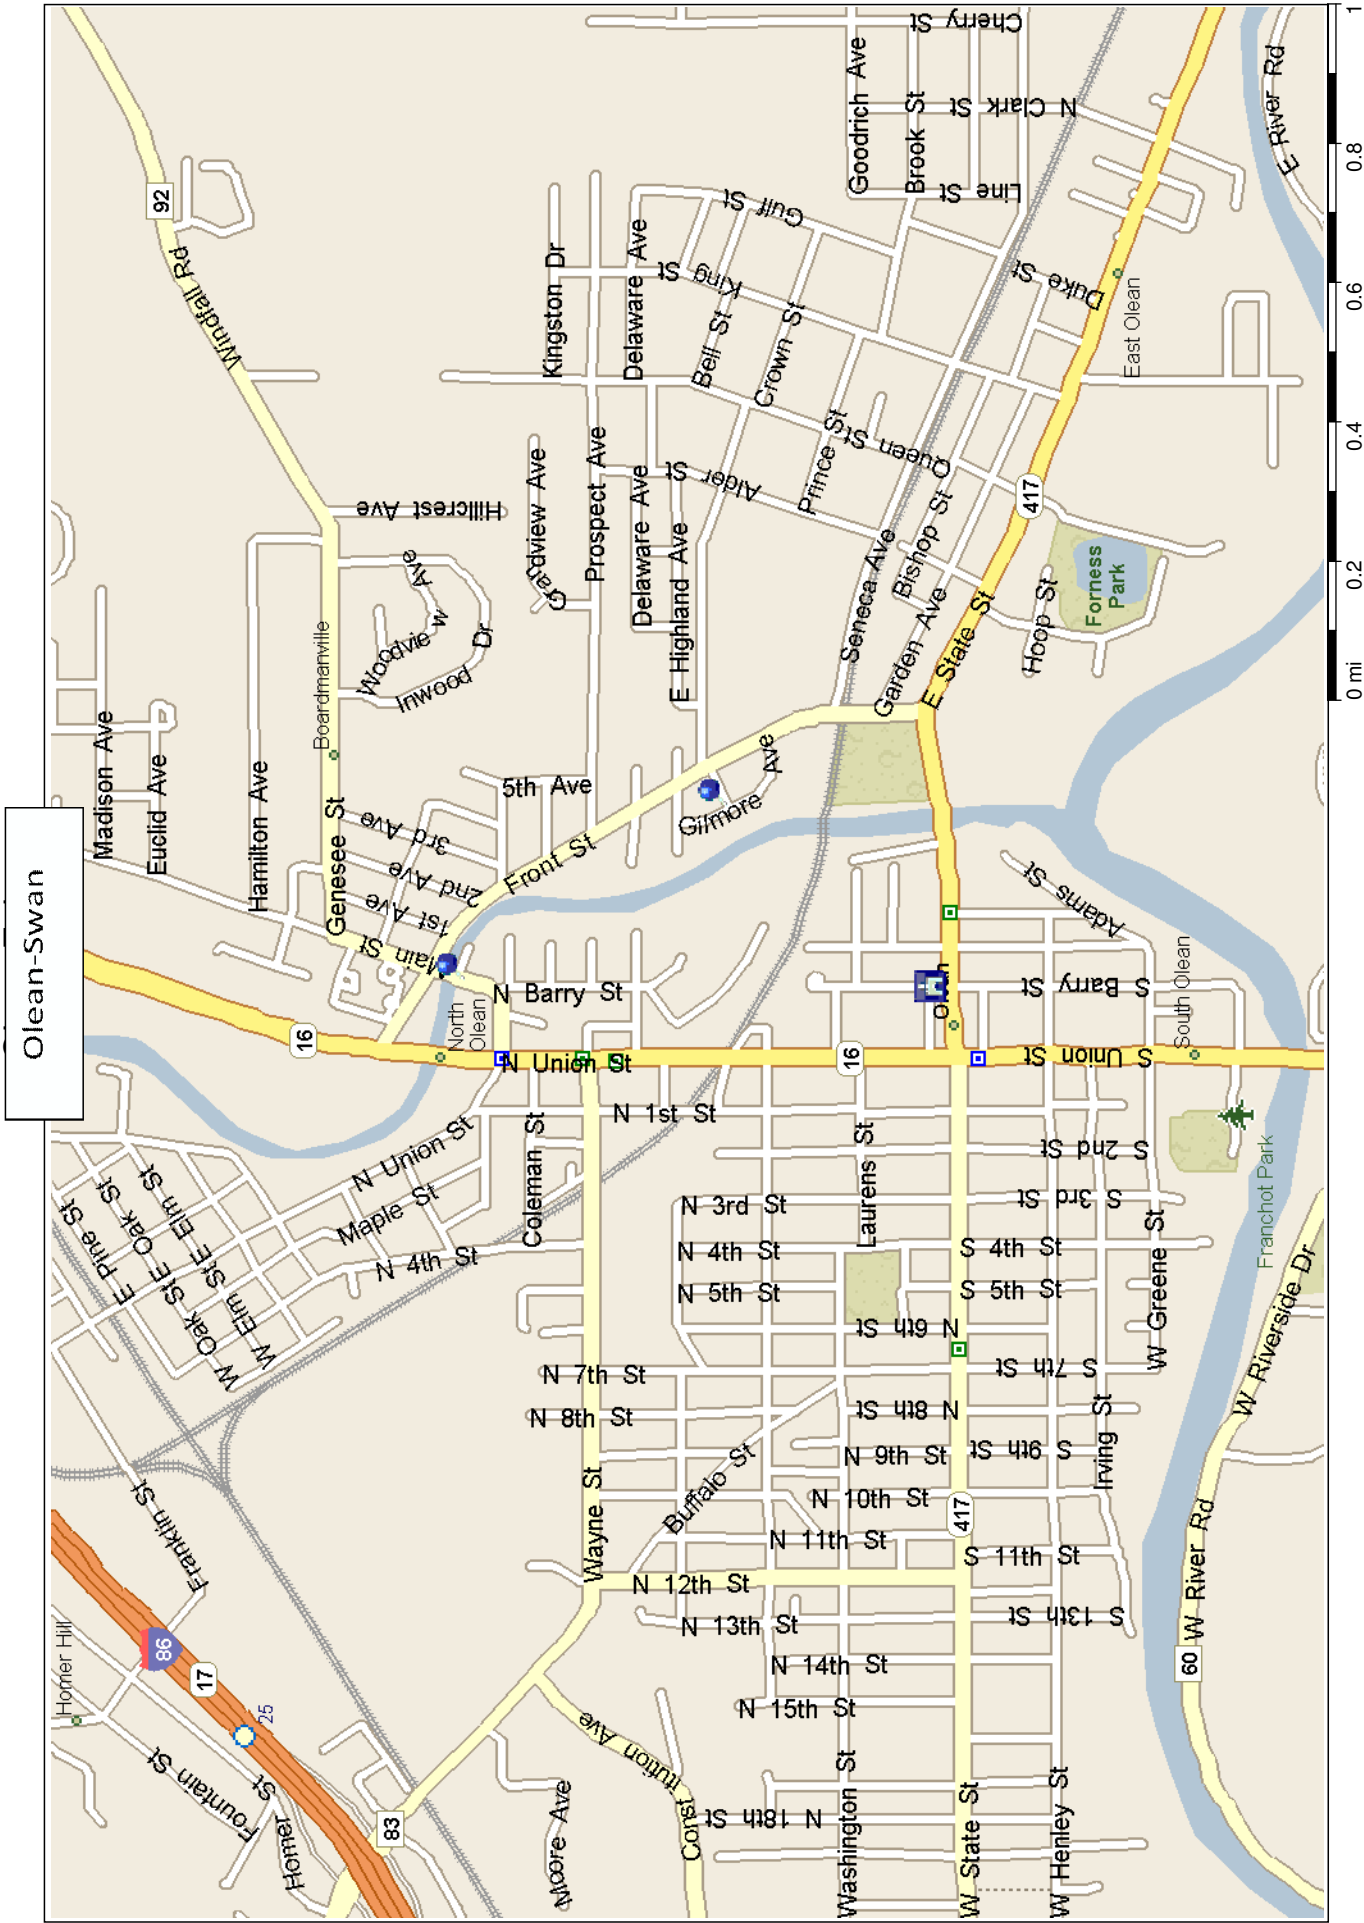 Olean-Swan
92
Windfall Rd
Cherry St
Goodrich Ave
Brook St
N Clark St
Line St
E River Rd
Gulf St
Kingston Dr
Delaware Ave
King St
Bell St
Crown St
Duke St
East Olean
Hillcrest Ave
Grandview Ave
Prospect Ave
Delaware Ave
Alder St
Prince St
Queen St
417
Woodview Ave
Inwood Dr
E Highland Ave
Seneca Ave
Bishop St
Garden Ave
E State St
Hoop St
Forness
Park
Boardmanville
Madison Ave
Euclid Ave
Hamilton Ave
Genesee St
3rd Ave
2nd Ave
1st Ave
5th Ave
Front St
Gilmore Ave
Main St
Adams St
16
North
Olean
N Barry St
Olean
S Barry St
South Olean
N Union St
16
S Union St
N Union St
Coleman St
N 1st St
Laurens St
S 2nd St
Maple St
N 3rd St
S 3rd St
N 4th St
N 4th St
S 4th St
N 5th St
S 5th St
Franchot Park
E Pine St
E Oak St
E Elm St
W Oak St
W Elm St
N 6th St
W Greene St
N 7th St
S 7th St
N 8th St
N 8th St
N 9th St
S 9th St
Irving St
W Riverside Dr
Franklin St
Wayne St
Buffalo St
N 10th St
417
N 11th St
S 11th St
N 12th St
N 13th St
S 13th St
W River Rd
60
Homer Hill
86
17
25
N 14th St
N 15th St
Fountain St
Homer St
83
Moore Ave
Constitution Ave
N 18th St
Washington St
W State St
W Henley St
0 mi
0.2
0.4
0.6
0.8
1